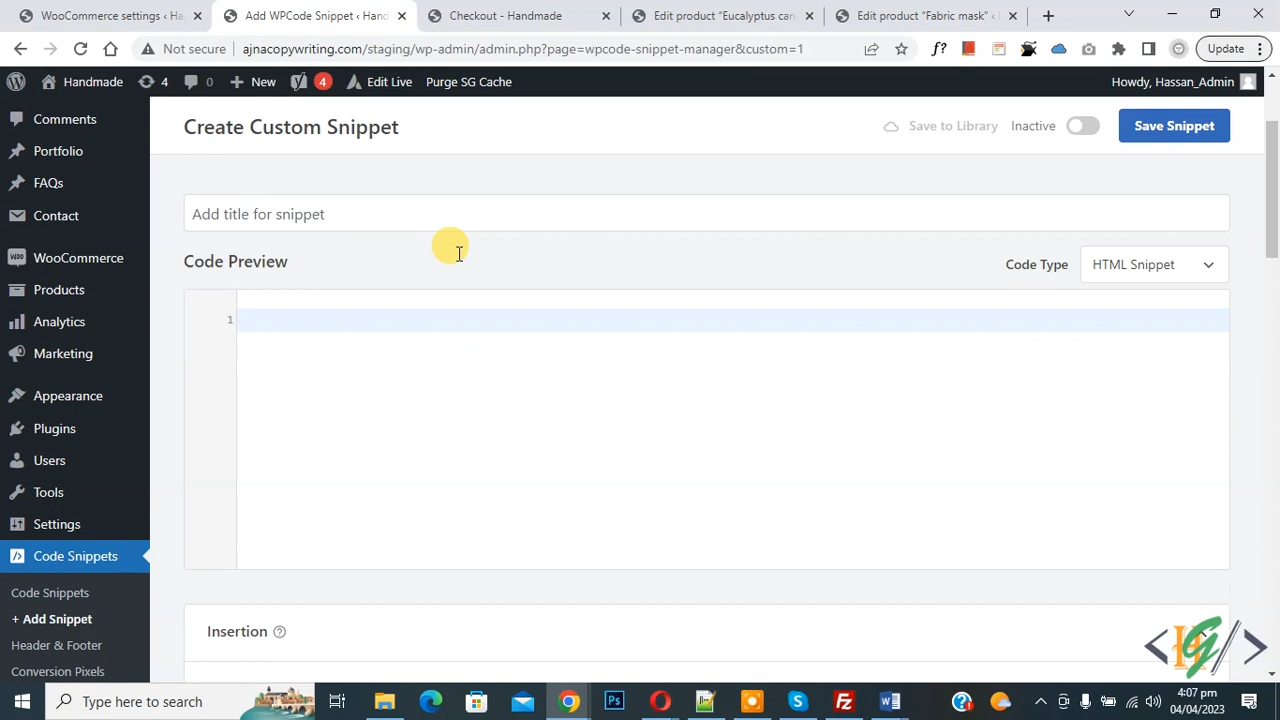 WooCommerce settings ‹ Ha
Add WPCode Snippet ‹ Hand
Checkout - Handmade
Edit product “Eucalyptus can
Edit product “Fabric mask” ‹
Not secure
ajnacopywriting.com/staging/wp-admin/admin.php?page=wpcode-snippet-manager&custom=1
f?
Update
Handmade
4
0
New
4
Edit Live
Purge SG Cache
Howdy, Hassan_Admin
Comments
Portfolio
FAQs
Contact
WooCommerce
Products
Analytics
Marketing
Appearance
Plugins
Users
Tools
Settings
Code Snippets
Code Snippets
+ Add Snippet
Header & Footer
Conversion Pixels
Create Custom Snippet
Save to Library
Inactive
Save Snippet
Add title for snippet
Code Preview
Code Type
HTML Snippet
1
Insertion
<HG/>
Type here to search
4:07 pm
04/04/2023